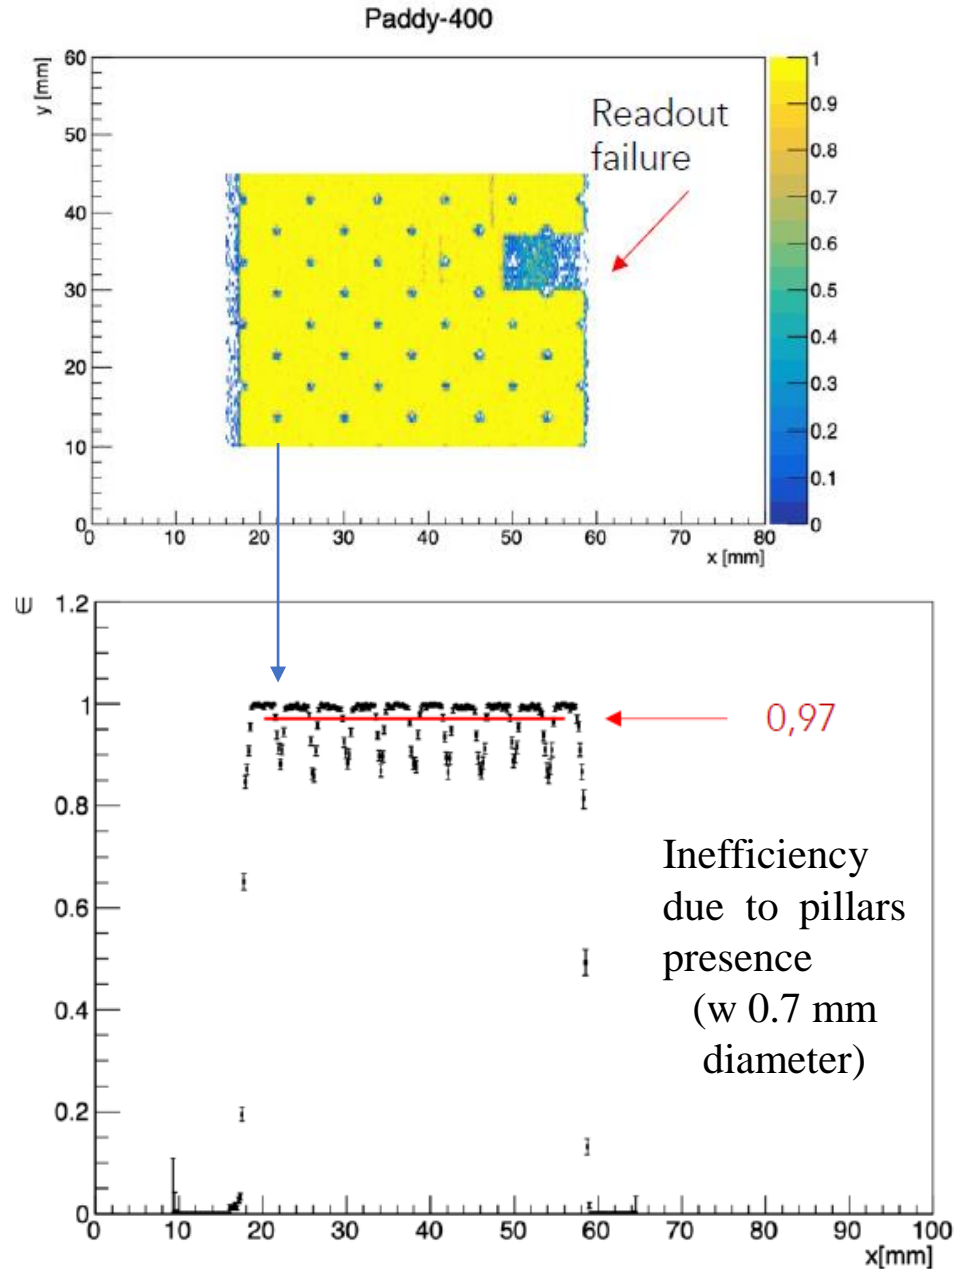 Paddy-400
y [mm]
60
50
40
30
20
10
0
Readout
failure
1
0.9
0.8
0.7
0.6
0.5
0.4
0.3
0.2
0.1
0
0 10 20 30 40 50 60 70 80
x [mm]
∈
1.2
1
0.8
0.6
0.4
0.2
0
0,97
Inefficiency
due to pillars
presence
(w 0.7 mm
diameter)
0 10 20 30 40 50 60 70 80 90 100
x[mm]